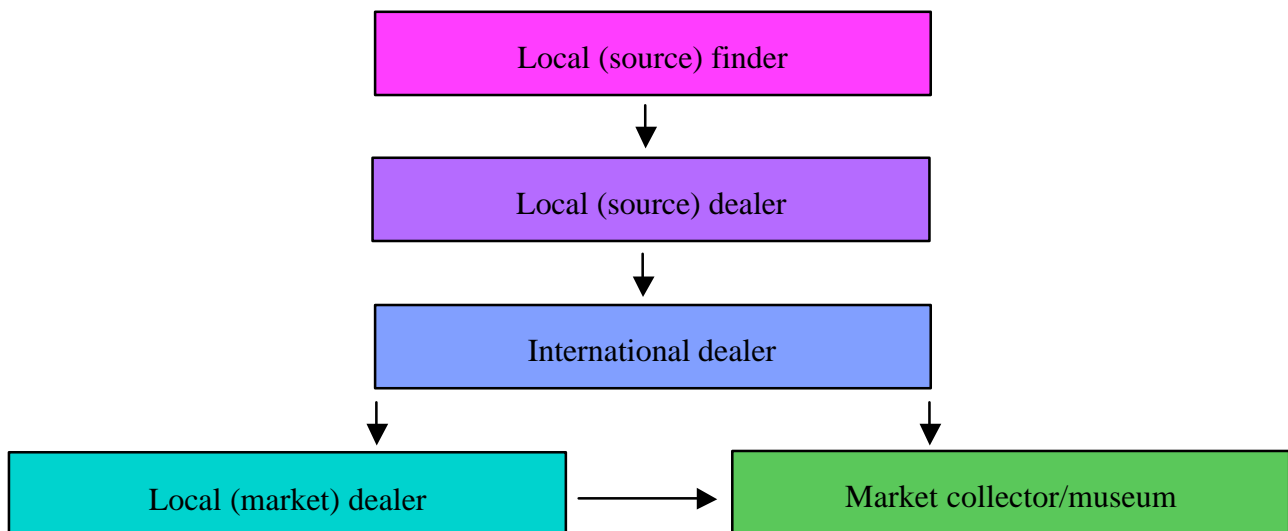 Local (source) finder
Local (source) dealer
International dealer
Local (market) dealer
Market collector/museum